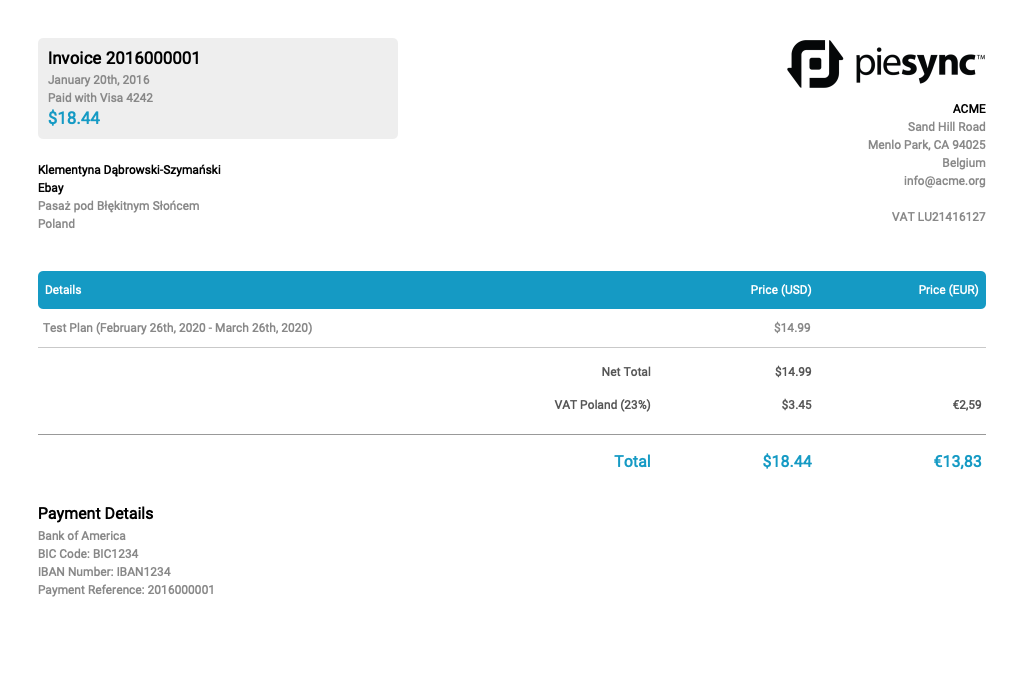 Invoice 2016000001
January 20th, 2016
Paid with Visa 4242
$18.44
piesync™
ACME
Sand Hill Road
Menlo Park, CA 94025
Belgium
info@acme.org
VAT LU21416127
Klementyna Dąbrowski-Szymański
Ebay
Pasaż pod Błękitnym Słońcem
Poland
Details Price (USD) Price (EUR)
Test Plan (February 26th, 2020 - March 26th, 2020) $14.99
Net Total $14.99
VAT Poland (23%) $3.45 €2,59
Total $18.44 €13,83
Payment Details
Bank of America
BIC Code: BIC1234
IBAN Number: IBAN1234
Payment Reference: 2016000001